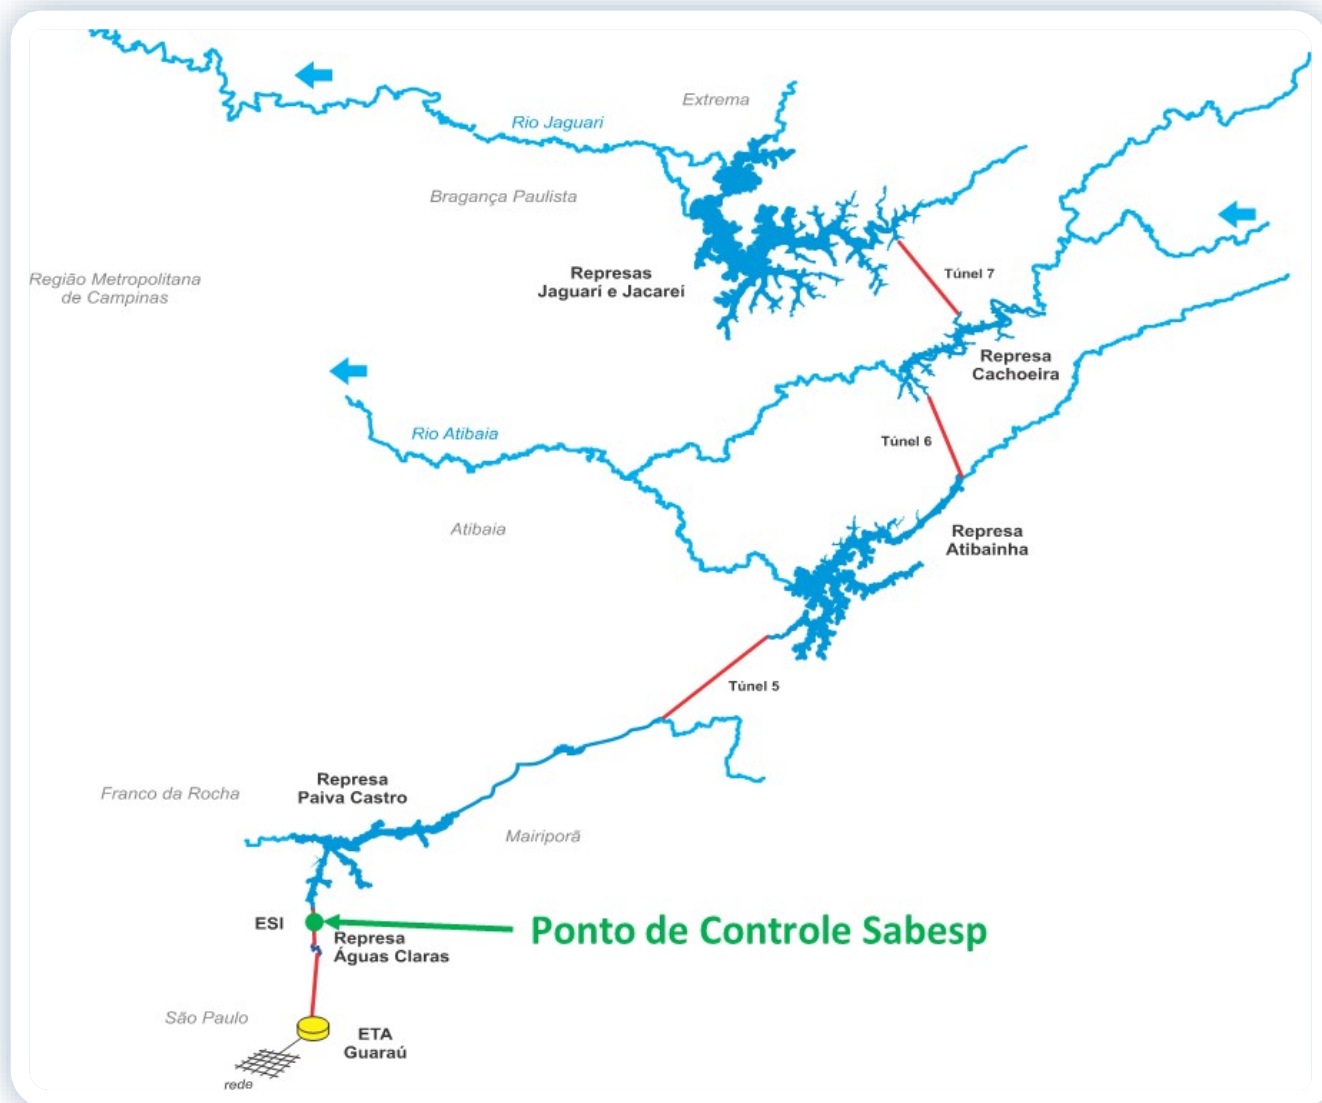 Extrema
Rio Jaguari
Bragança Paulista
Região Metropolitana
de Campinas
Represas
Jaguari e Jacarei
Túnel 7
Represa
Cachoeira
Rio Atibaia
Túnel 6
Atibaia
Represa
Atibainha
Túnel 5
Represa
Paiva Castro
Franco da Rocha
Mairiporã
ESI
Ponto de Controle Sabesp
Represa
Águas Claras
São Paulo
ETA
Guaraú
rede